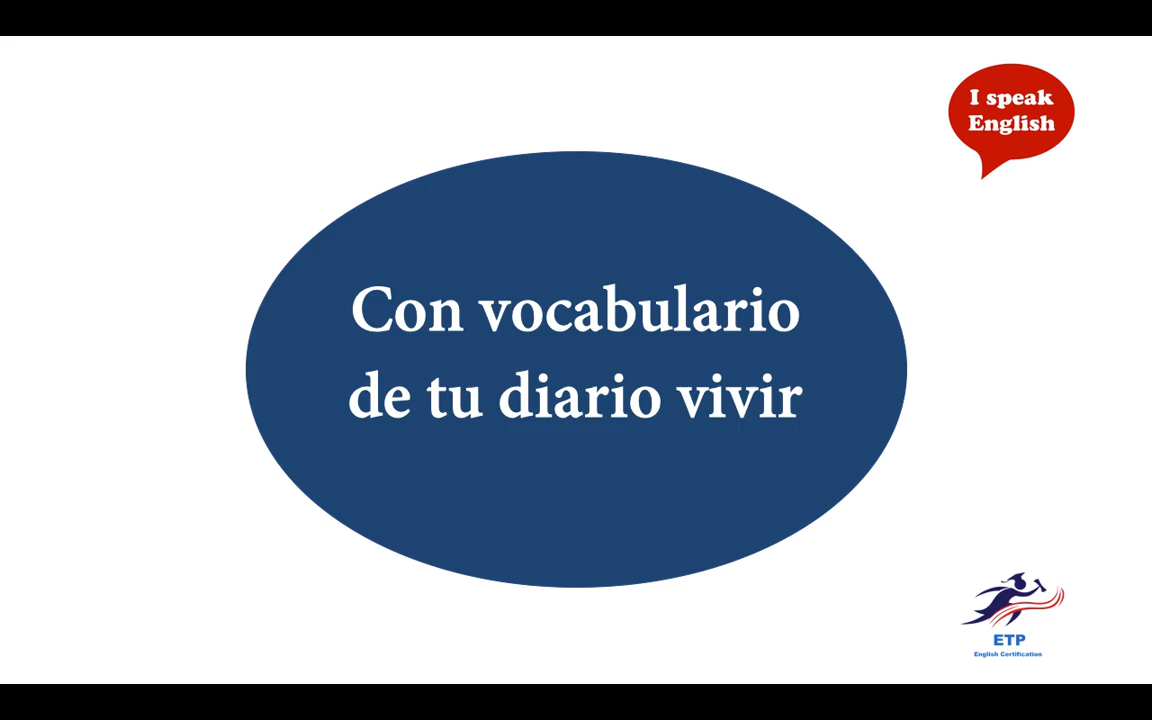 I speak
English
Con vocabulario
de tu diario vivir
ETP
English Certification